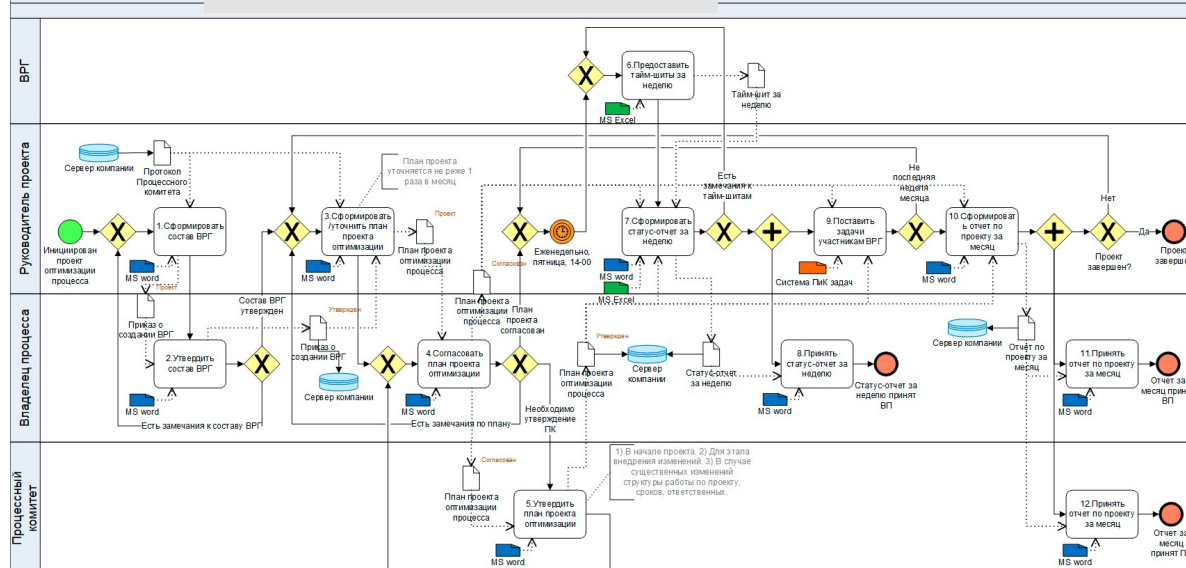 ВРГ
6.Предоставить
тайм-шиты за
неделю
MS Excel
Тайм-шит за
неделю
Руководитель проекта
Инициирован
проект
оптимизации
процесса
Сервер компании
Протокол
Процессного
комитета
1.Сформировать
состав ВРГ
MS word
Проект
Приказ о
создании ВРГ
Состав ВРГ
утвержден
План проекта
уточняется не реже 1
раза в месяц
3.Сформировать
/уточнить план
проекта
оптимизации
MS word
Проект
План проекта
оптимизации
процесса
Согласован
План проекта
оптимизации
процесса
Еженедельно,
пятница, 14-00
План
проекта
согласован
7.Сформировать
статус-отчет за
неделю
MS word
MS Excel
Есть
замечания к
тайм-шитам
9.Поставить
задачи
участникам ВРГ
Система ПиК задач
Не
последняя
неделя
месяца
10.Сформироват
ь отчет по
проекту за
месяц
MS word
Нет
Да
Проект
завершен?
Владелец процесса
2.Утвердить
состав ВРГ
MS word
Есть замечания к составу ВРГ
Утвержден
Приказ о
создании ВРГ
Сервер компании
4.Согласовать
план проекта
оптимизации
MS word
Есть замечания по плану
Необходимо
утверждение
ПК
Утвержден
План проекта
оптимизации
процесса
Сервер
компании
Статус-отчет
за неделю
8.Принять
статус-отчет за
неделю
MS word
Статус-отчет за
неделю принят
ВП
Сервер компании
Отчет по
проекту за
месяц
11.Принять
отчет по проекту
за месяц
MS word
Отчет за
ВП
Процессный
комитет
Согласован
План проекта
оптимизации
процесса
5.Утвердить
план проекта
оптимизации
MS word
1) В начале проекта. 2) Для этапа
внедрения изменений. 3) В случае
существенных изменений
структуры работы по проекту,
сроков, ответственных.
12.Принять
отчет по проекту
за месяц
MS word
Отчет за
месяц